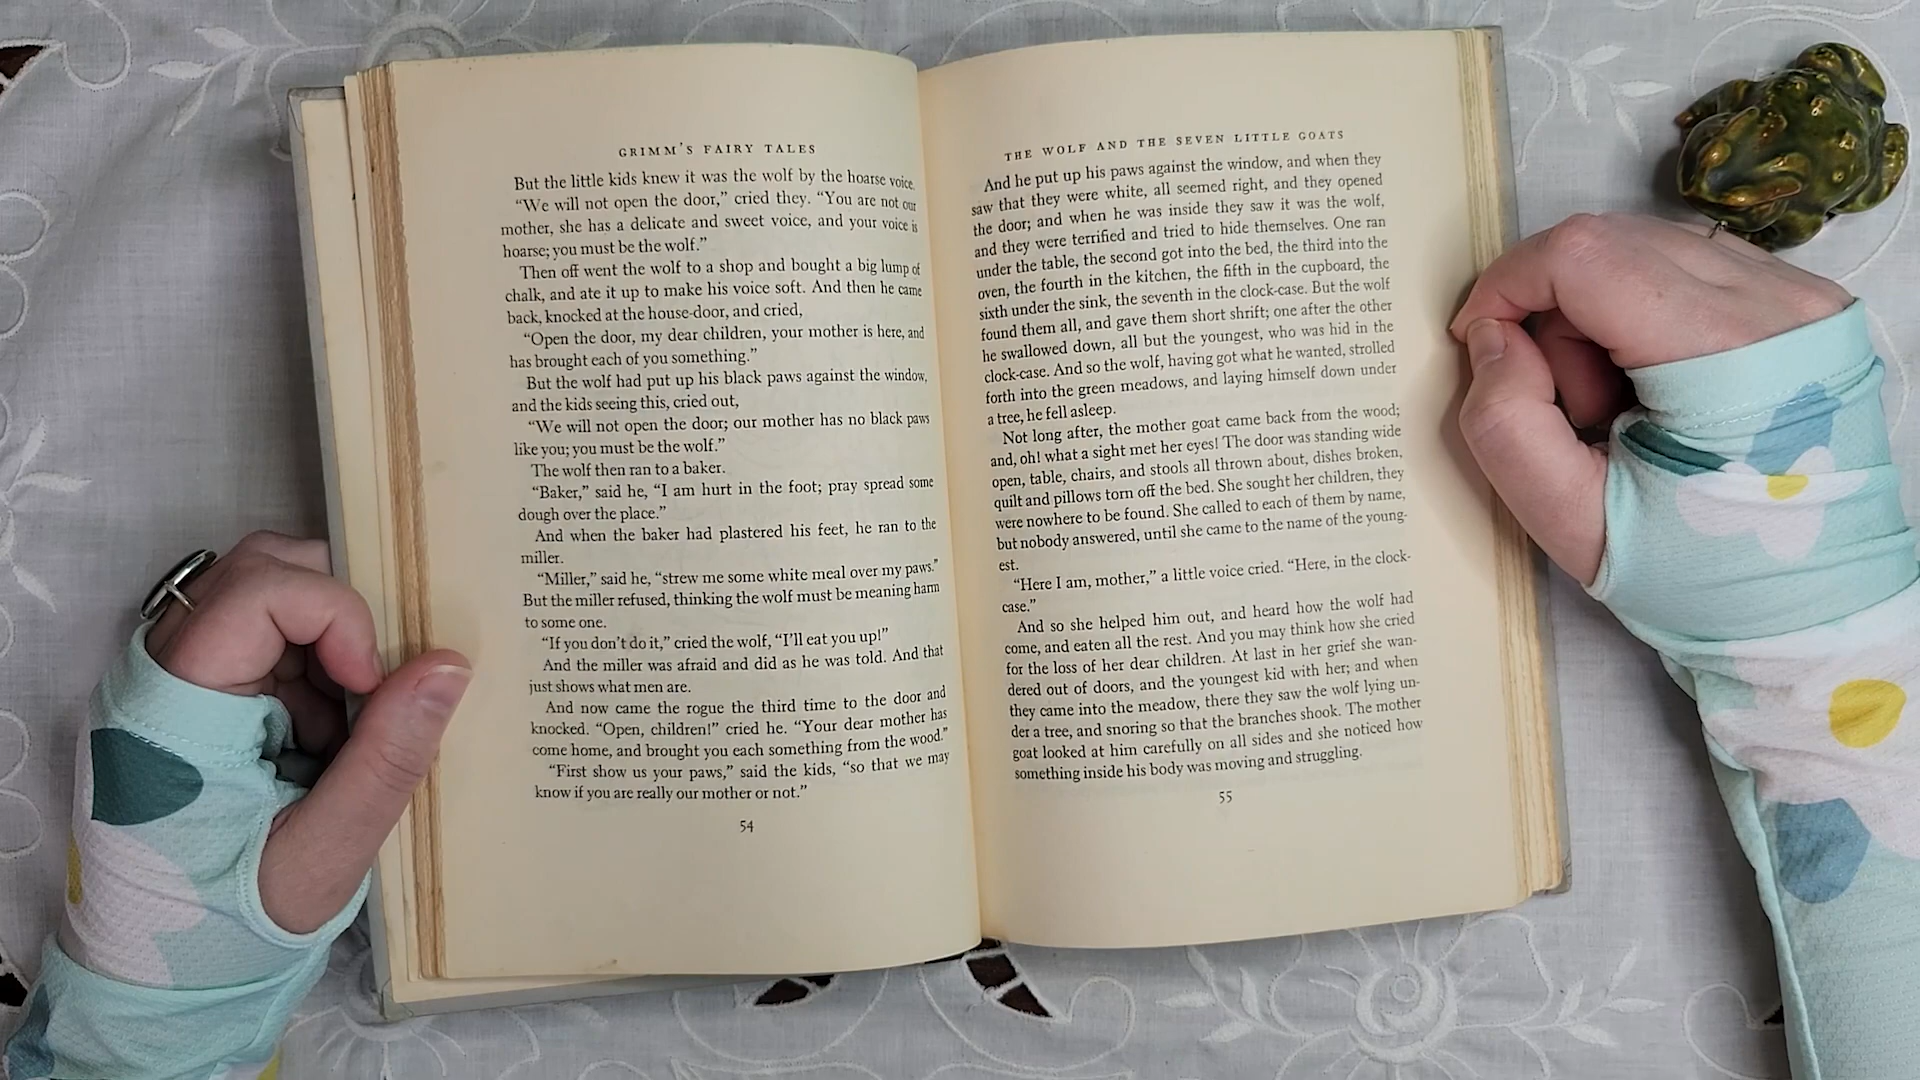 GRIMM'S FAIRY TALES
But the little kids knew it was the wolf by the hoarse voice.
“We will not open the door,” cried they. “You are not our
mother, she has a delicate and sweet voice, and your voice is
hoarse; you must be the wolf.”
Then off went the wolf to a shop and bought a big lump of
chalk, and ate it up to make his voice soft. And then he came
back, knocked at the house-door, and cried,
“Open the door, my dear children, your mother is here, and
has brought each of you something.”
But the wolf had put up his black paws against the window,
and the kids seeing this, cried out,
“We will not open the door; our mother has no black paws
like you; you must be the wolf.”
The wolf then ran to a baker.
“Baker,” said he, “I am hurt in the foot; pray spread some
dough over the place.”
And when the baker had plastered his feet, he ran to the
miller.
“Miller,” said he, “strew me some white meal over my paws.”
But the miller refused, thinking the wolf must be meaning harm
to some one.
“If you don't do it,” cried the wolf, “I'll eat you up!”
And the miller was afraid and did as he was told. And that
just shows what men are.
And now came the rogue the third time to the door and
knocked. “Open, children!” cried he. “Your dear mother has
come home, and brought you each something from the wood.”
“First show us your paws,” said the kids, “so that we may
know if you are really our mother or not.”
54
THE WOLF AND THE SEVEN LITTLE GOATS
And he put up his paws against the window, and when they
saw that they were white, all seemed right, and they opened
the door; and when he was inside they saw it was the wolf,
and they were terrified and tried to hide themselves. One ran
under the table, the second got into the bed, the third into the
oven, the fourth in the kitchen, the fifth in the cupboard, the
sixth under the sink, the seventh in the clock-case. But the wolf
found them all, and gave them short shrift; one after the other
he swallowed down, all but the youngest, who was hid in the
clock-case. And so the wolf, having got what he wanted, strolled
forth into the green meadows, and laying himself down under
a tree, he fell asleep.
Not long after, the mother goat came back from the wood;
and, oh! what a sight met her eyes! The door was standing wide
open, table, chairs, and stools all thrown about, dishes broken,
quilt and pillows torn off the bed. She sought her children, they
were nowhere to be found. She called to each of them by name,
but nobody answered, until she came to the name of the young-
est.
“Here I am, mother,” a little voice cried. “Here, in the clock-
case.”
And so she helped him out, and heard how the wolf had
come, and eaten all the rest. And you may think how she cried
for the loss of her dear children. At last in her grief she wan-
dered out of doors, and the youngest kid with her; and when
they came into the meadow, there they saw the wolf lying un-
der a tree, and snoring so that the branches shook. The mother
goat looked at him carefully on all sides and she noticed how
something inside his body was moving and struggling.
55